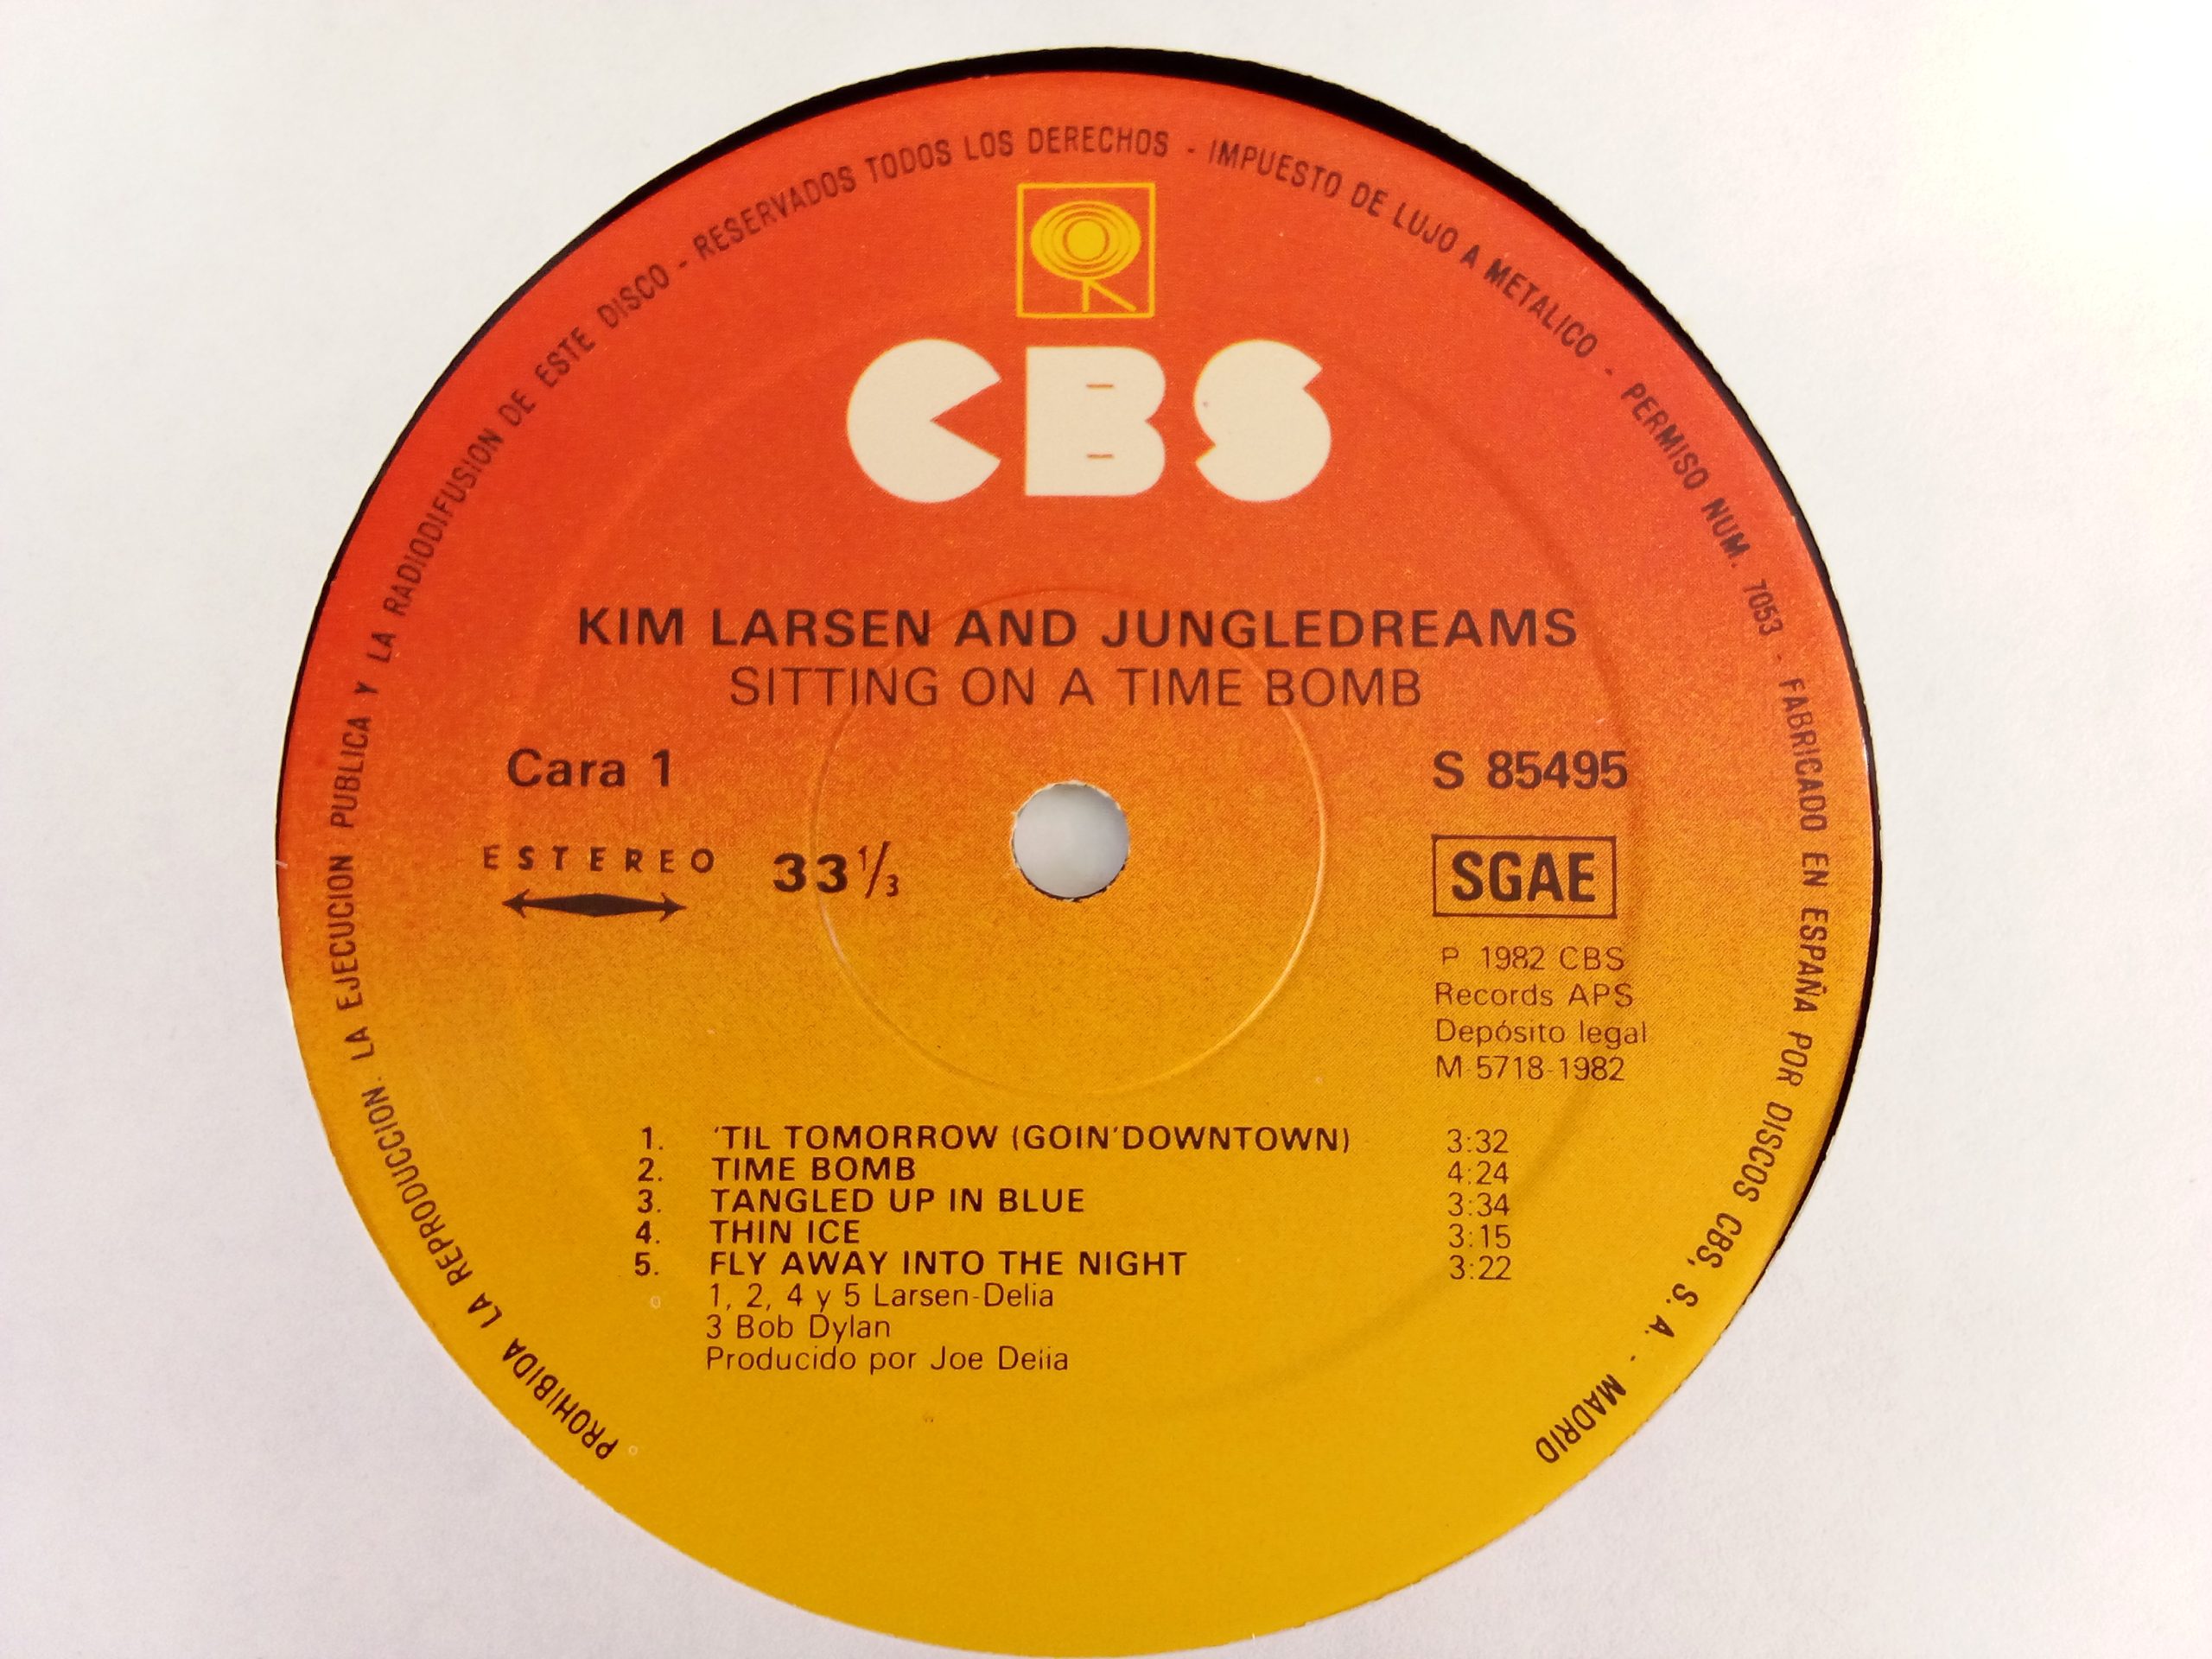 PROHIBIDA LA REPRODUCCION. LA EJECUCION PUBLICA Y LA RADIODIFUSION DE ESTE DISCO - RESERVADOS TODOS LOS DERECHOS - IMPUESTO DE LUJO A METALICO - PERMISO NUM. 7053 - FABRICADO EN ESPAÑA POR DISCOS CBS, S. A. - MADRID
CBS
KIM LARSEN AND JUNGLEDREAMS
SITTING ON A TIME BOMB
Cara 1
S 85495
ESTEREO
33 1/3
SGAE
P 1982 CBS
Records APS
Depósito legal
M-5718-1982
1. 'TIL TOMORROW (GOIN'DOWNTOWN) 3:32
2. TIME BOMB 4:24
3. TANGLED UP IN BLUE 3:34
4. THIN ICE 3:15
5. FLY AWAY INTO THE NIGHT 3:22
1, 2, 4 y 5 Larsen-Delia
3 Bob Dylan
Producido por Joe Delia